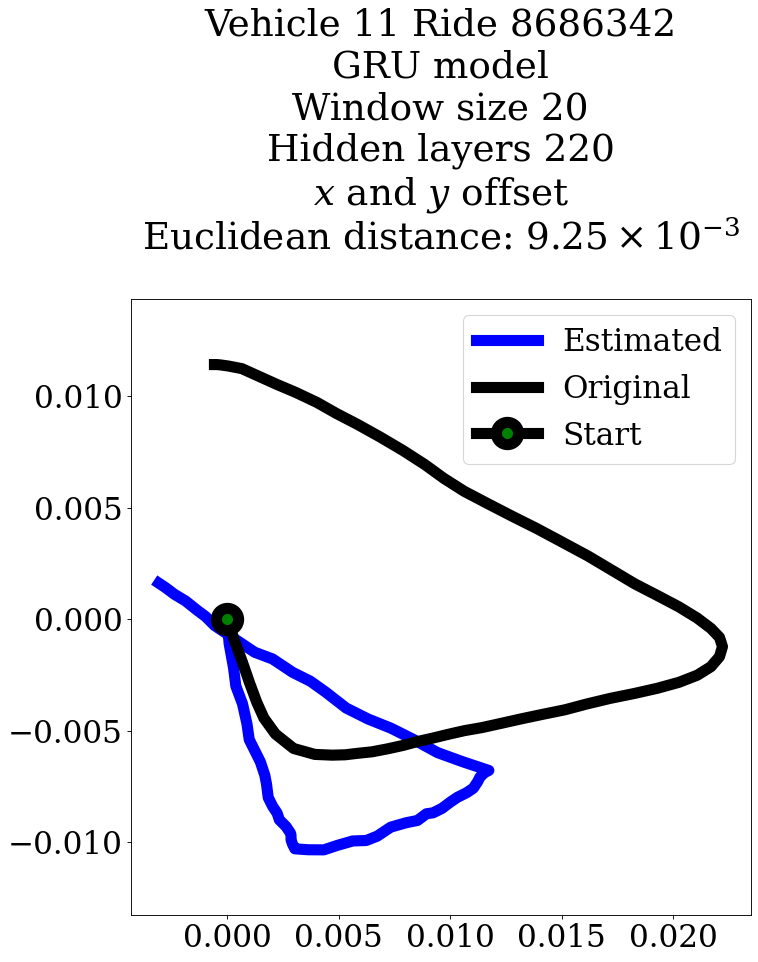 Vehicle 11 Ride 8686342
GRU model
Window size 20
Hidden layers 220
x and y offset
Euclidean distance: 9.25 × 10⁻³
Estimated
Original
Start
0.010
0.005
0.000
−0.005
−0.010
0.000 0.005 0.010 0.015 0.020